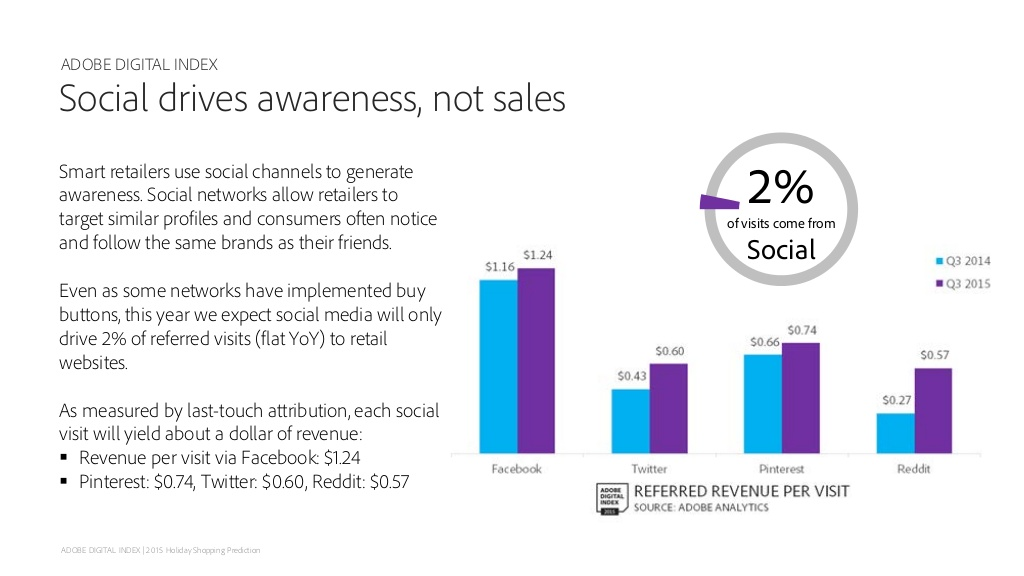 ADOBE DIGITAL INDEX
Social drives awareness, not sales
Smart retailers use social channels to generate
awareness. Social networks allow retailers to
target similar profiles and consumers often notice
and follow the same brands as their friends.
Even as some networks have implemented buy
buttons, this year we expect social media will only
drive 2% of referred visits (flat YoY) to retail
websites.
As measured by last-touch attribution, each social
visit will yield about a dollar of revenue:
▪ Revenue per visit via Facebook: $1.24
▪ Pinterest: $0.74, Twitter: $0.60, Reddit: $0.57
2%
of visits come from
Social
Q3 2014
Q3 2015
$1.16
$1.24
$0.43
$0.60
$0.66
$0.74
$0.27
$0.57
Facebook
Twitter
Pinterest
Reddit
ADOBE
DIGITAL
INDEX
2015
REFERRED REVENUE PER VISIT
SOURCE: ADOBE ANALYTICS
ADOBE DIGITAL INDEX | 2015 Holiday Shopping Prediction